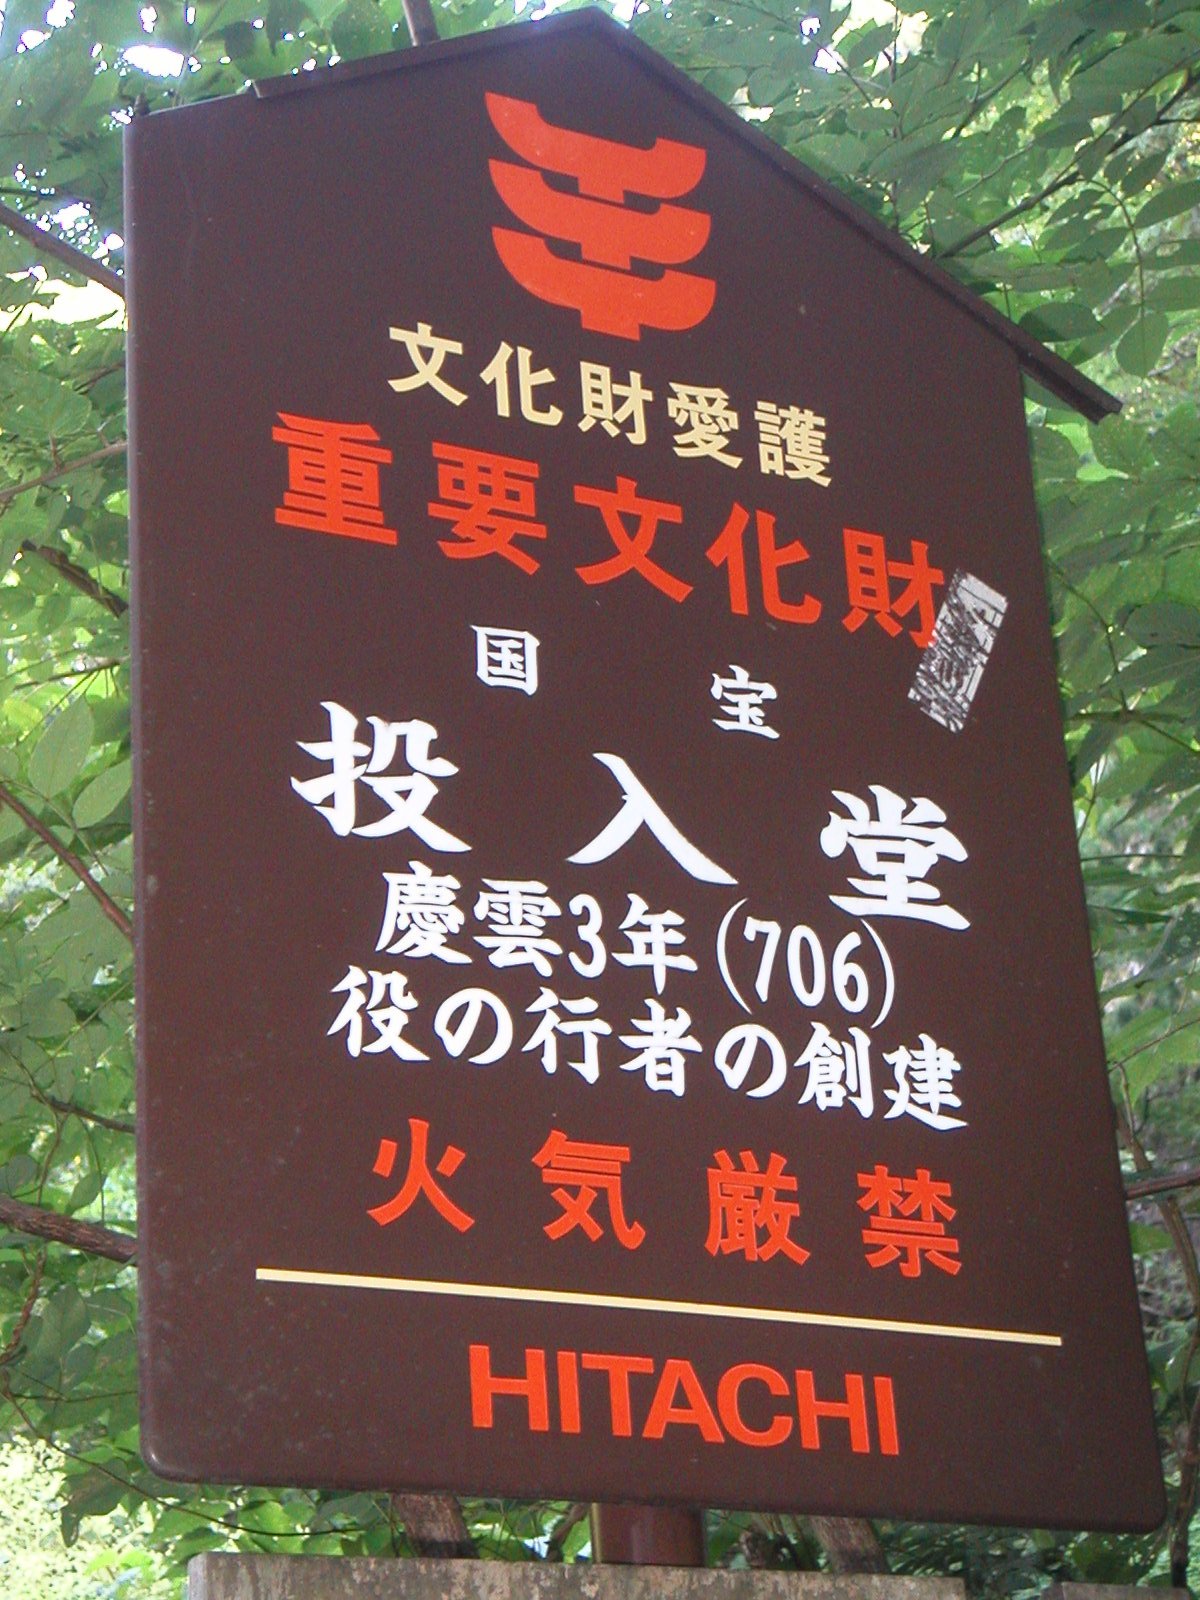 文化財愛護
重要文化財
国宝
投入堂
慶雲3年(706)
役の行者の創建
火気厳禁
HITACHI